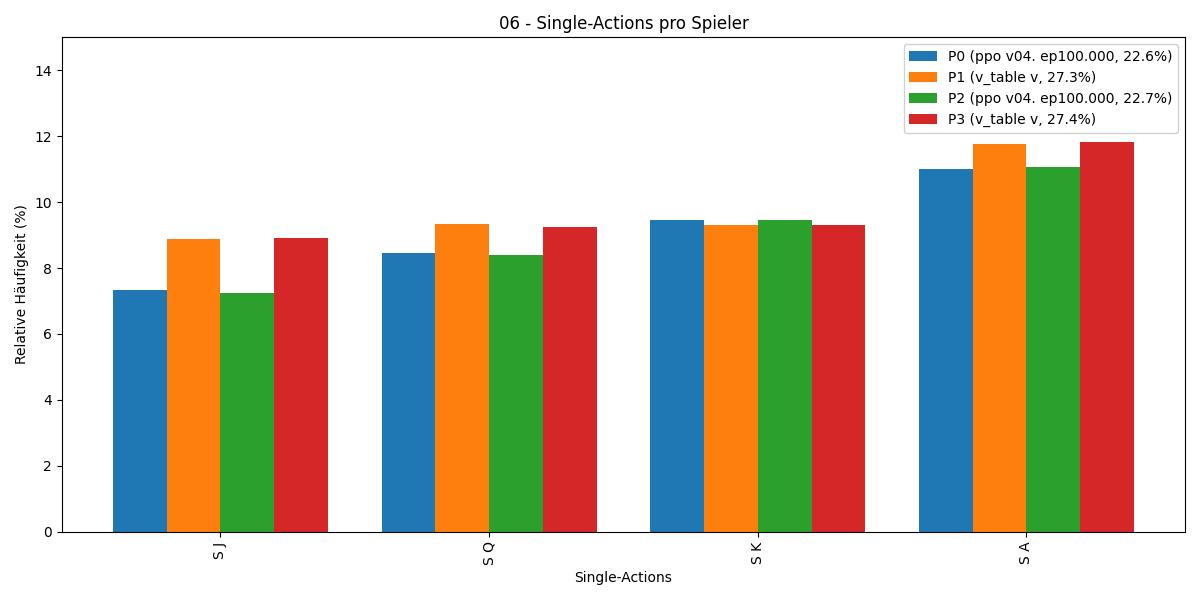 06 - Single-Actions pro Spieler
Relative Häufigkeit (%)
14
12
10
8
6
4
2
0
P0 (ppo v04. ep100.000, 22.6%)
P1 (v_table v, 27.3%)
P2 (ppo v04. ep100.000, 22.7%)
P3 (v_table v, 27.4%)
S J
S Q
S K
S A
Single-Actions